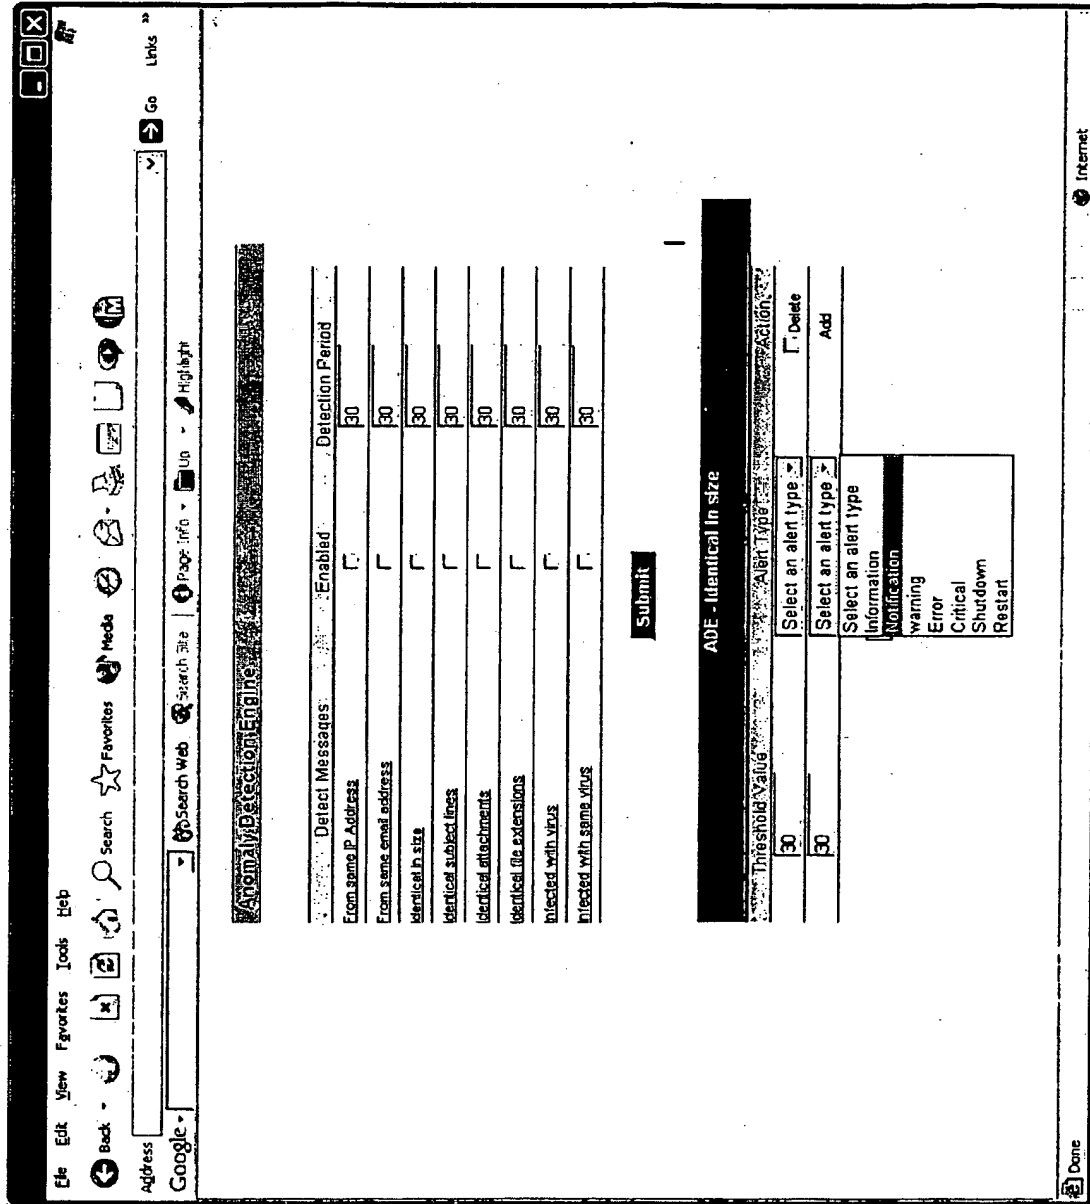 File Edit View Favorites Tools Help
Back Search Favorites Media
Address Go Links »
Google Search Web Search Site Page Info Up Highlight
Anomaly Detection Engine
Detect Messages Enabled Detection Period
From same IP Address 30
From same email address 30
Identical in size 30
Identical subject lines 30
Identical attachments 30
Identical file extensions 30
Infected with virus 30
Infected with same virus 30
Submit
ADE - Identical in size
Threshold Value Alert Type Action
30 Select an alert type Delete
30 Select an alert type Add
Select an alert type
Information
Notification
warning
Error
Critical
Shutdown
Restart
Done Internet